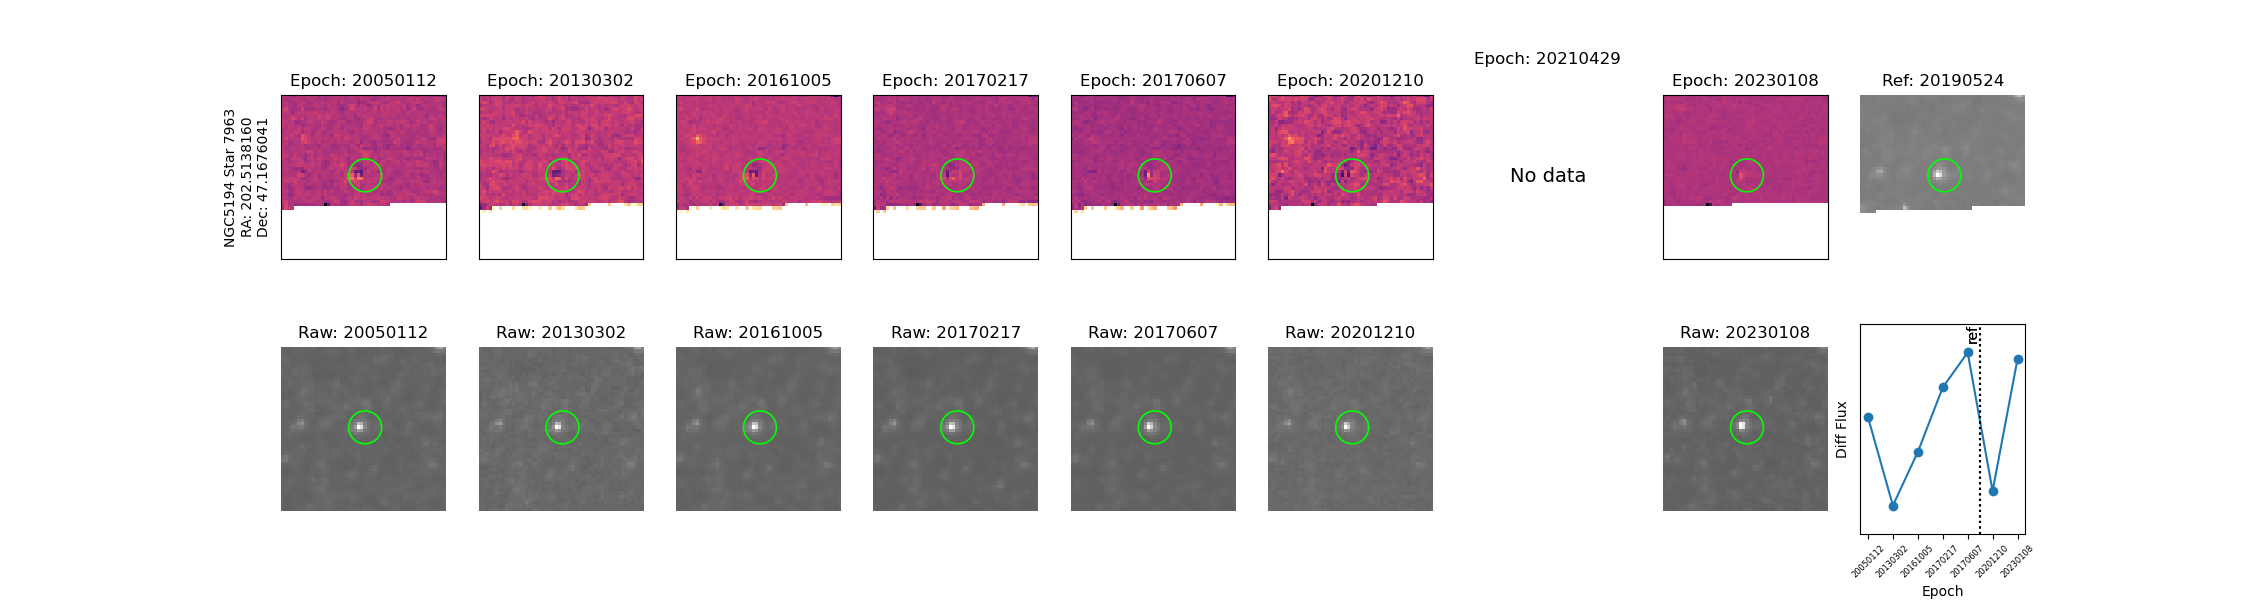 Epoch: 20050112
Epoch: 20130302
Epoch: 20161005
Epoch: 20170217
Epoch: 20170607
Epoch: 20201210
Epoch: 20210429
Epoch: 20230108
Ref: 20190524
NGC5194 Star 7963
RA: 202.5138160
Dec: 47.1676041
No data
Raw: 20050112
Raw: 20130302
Raw: 20161005
Raw: 20170217
Raw: 20170607
Raw: 20201210
Raw: 20230108
ref
Diff Flux
20050112
20130302
20161005
20170217
20170607
20201210
20230108
Epoch